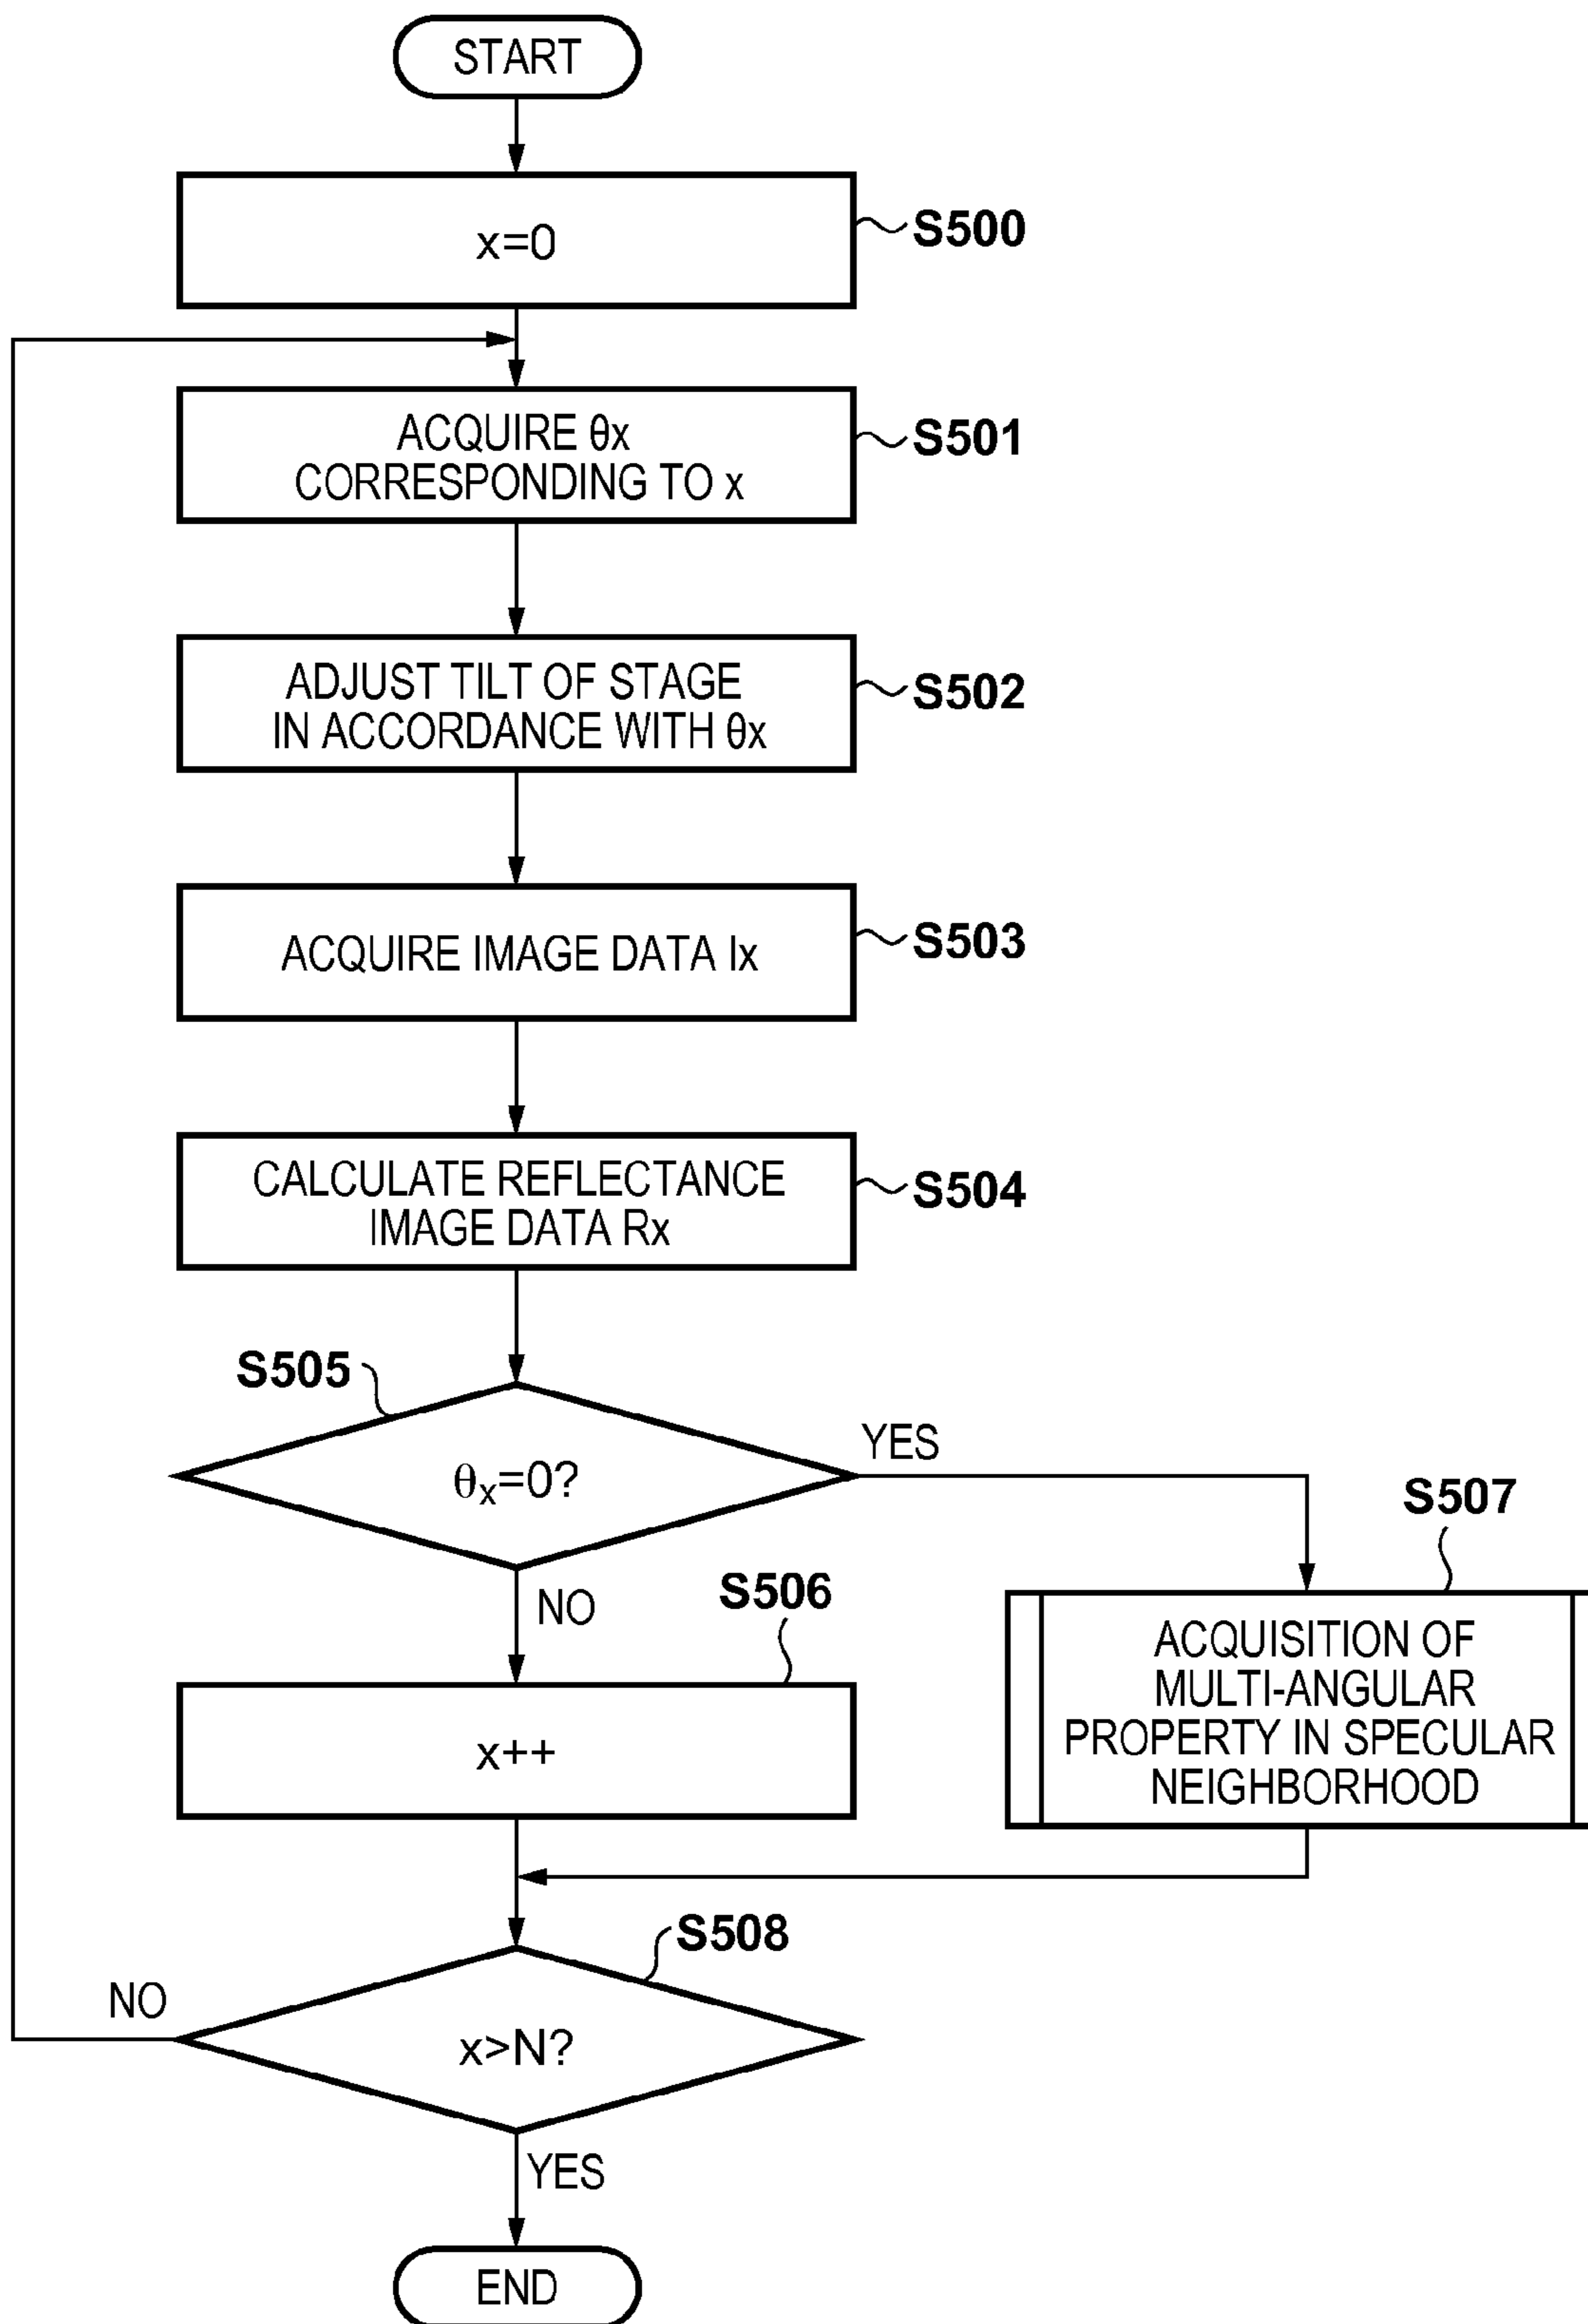 START
x=0
S500
ACQUIRE θx
CORRESPONDING TO x
S501
ADJUST TILT OF STAGE
IN ACCORDANCE WITH θx
S502
ACQUIRE IMAGE DATA Ix
S503
CALCULATE REFLECTANCE
IMAGE DATA Rx
S504
S505
θx=0?
YES
NO
S506
x++
S507
ACQUISITION OF
MULTI-ANGULAR
PROPERTY IN SPECULAR
NEIGHBORHOOD
S508
x>N?
NO
YES
END